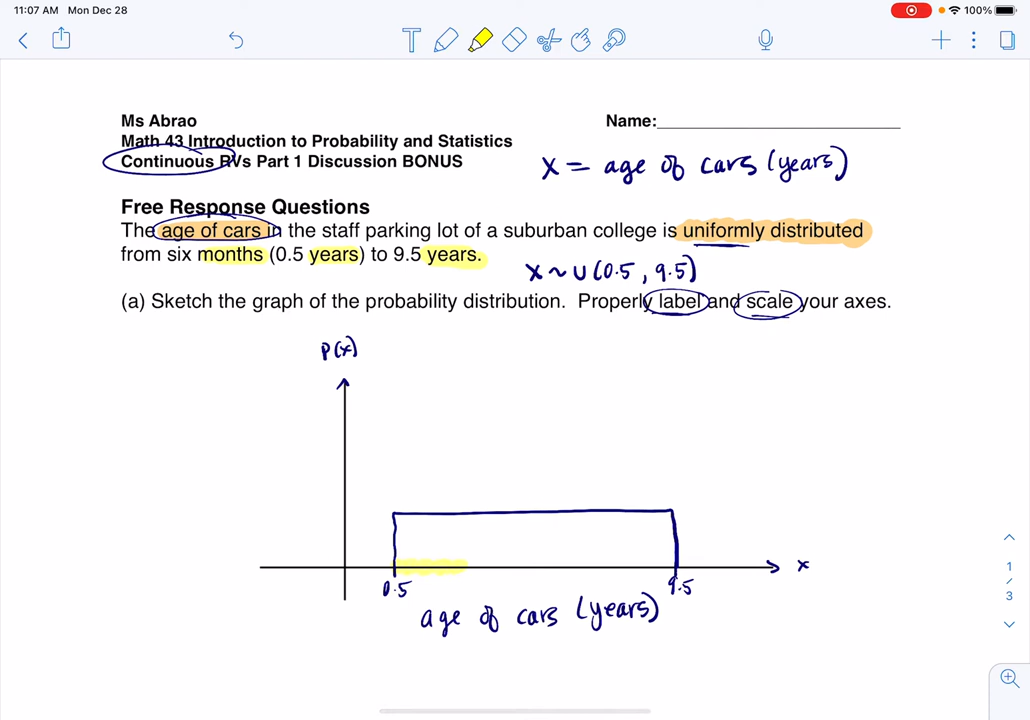 11:07 AM Mon Dec 28
100%
Ms Abrao
Name:
Math 43 Introduction to Probability and Statistics
Continuous RVs Part 1 Discussion BONUS
x = age of cars (years)
Free Response Questions
The age of cars in the staff parking lot of a suburban college is uniformly distributed
from six months (0.5 years) to 9.5 years.
X ~ U(0.5, 9.5)
(a) Sketch the graph of the probability distribution. Properly label and scale your axes.
P(x)
x
0.5
9.5
age of cars (years)
1
/
3